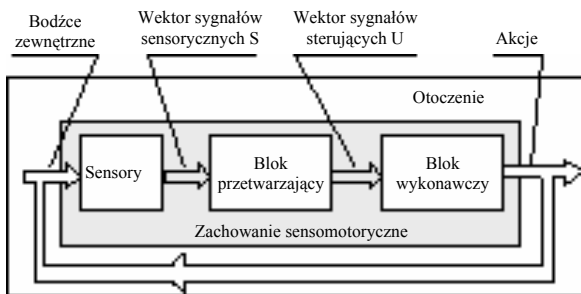 Bodźce
zewnętrzne
Wektor sygnałów
sensorycznych S
Wektor sygnałów
sterujących U
Akcje
Otoczenie
Sensory
Blok
przetwarzający
Blok
wykonawczy
Zachowanie sensomotoryczne